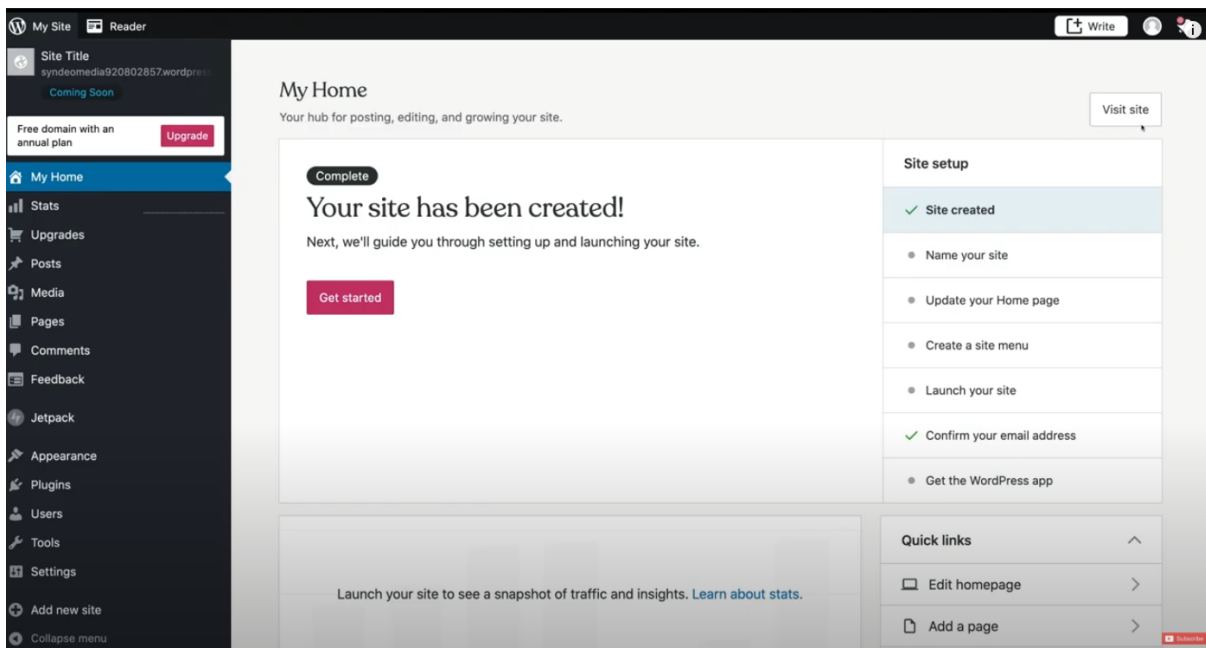 My Site
Reader
Write
Site Title
syndeomedia920802857.wordpres
Coming Soon
Free domain with an
annual plan
Upgrade
My Home
Stats
Upgrades
Posts
Media
Pages
Comments
Feedback
Jetpack
Appearance
Plugins
Users
Tools
Settings
Add new site
Collapse menu
My Home
Your hub for posting, editing, and growing your site.
Visit site
Complete
Your site has been created!
Next, we'll guide you through setting up and launching your site.
Get started
Site setup
Site created
Name your site
Update your Home page
Create a site menu
Launch your site
Confirm your email address
Get the WordPress app
Launch your site to see a snapshot of traffic and insights. Learn about stats.
Quick links
Edit homepage
Add a page
Subscribe